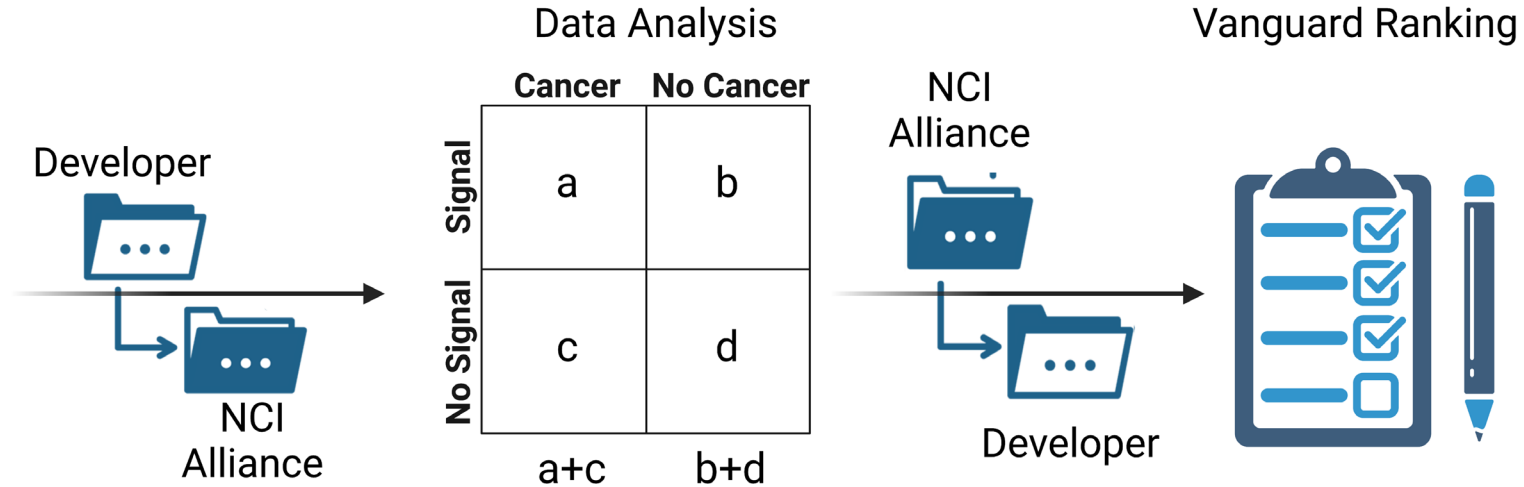 Data Analysis
Vanguard Ranking
Developer
NCI
Alliance
Cancer No Cancer
Signal
a b
No Signal
c d
a+c b+d
NCI
Alliance
Developer